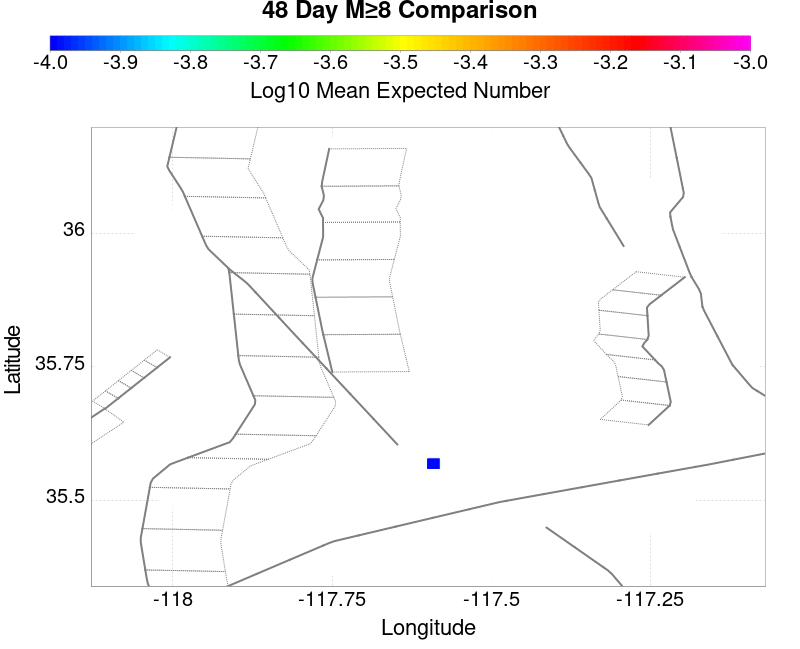 48 Day M≥8 Comparison
-4.0 -3.9 -3.8 -3.7 -3.6 -3.5 -3.4 -3.3 -3.2 -3.1 -3.0
Log10 Mean Expected Number
36
35.75
35.5
Latitude
-118 -117.75 -117.5 -117.25
Longitude